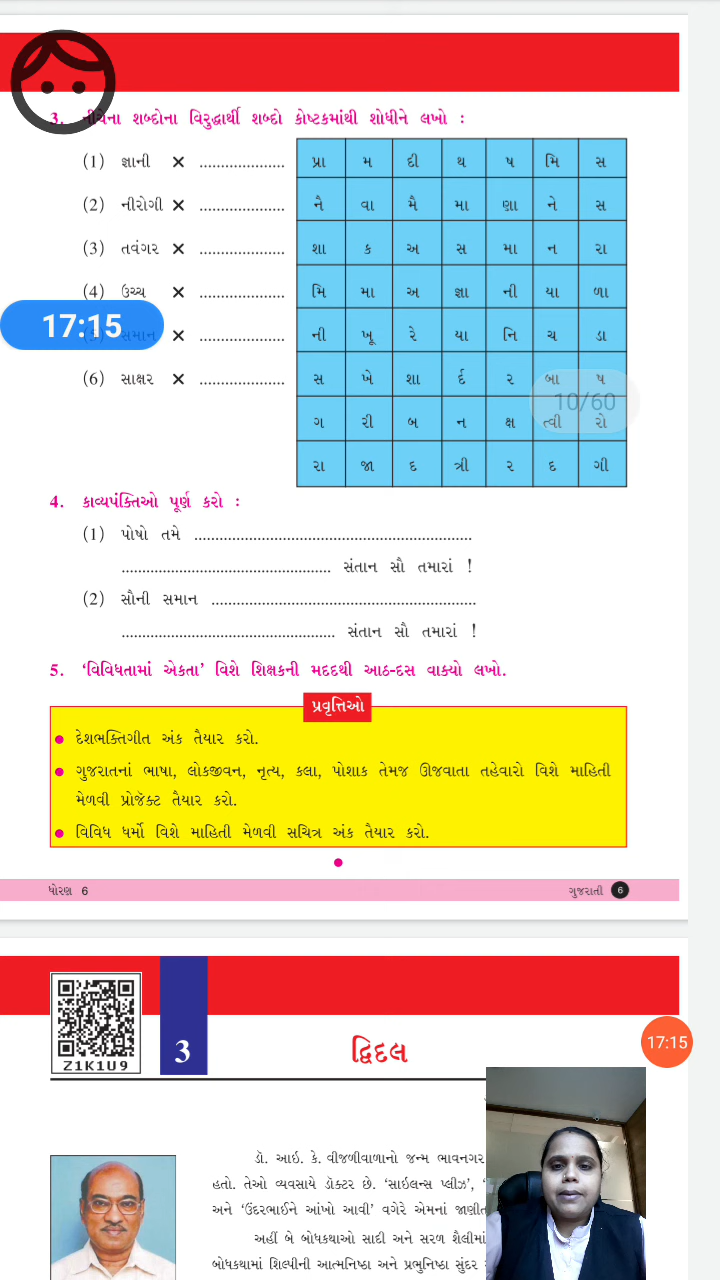 3. નીચેના શબ્દોના વિરુદ્ધાર્થી શબ્દો કોષ્ટકમાંથી શોધીને લખો :
(1) જ્ઞાની × ....................
(2) નીરોગી × ....................
(3) તવંગર × ....................
(4) ઉચ્ચ × ....................
(5) સમાન × ....................
(6) સાક્ષર × ....................
પ્રા મ દી થ ષ મિ સ
નૈ વા મૈ મા ણા ને સ
શા ક અ સ મા ન રા
મિ મા અ જ્ઞા ની યા ળા
ની ખૂ રે યા નિ ચ ડા
સ ખે શા ર્દ ર બા ષ
ગ રી બ ન ક્ષ ત્વી રો
રા જા દ ત્રી ર દ ગી
17:15
10/60
4. કાવ્યપંક્તિઓ પૂર્ણ કરો :
(1) પોષો તમે ..................................................................
.................................................. સંતાન સૌ તમારાં !
(2) સૌની સમાન ...............................................................
................................................... સંતાન સૌ તમારાં !
5. ‘વિવિધતામાં એકતા’ વિશે શિક્ષકની મદદથી આઠ-દસ વાક્યો લખો.
પ્રવૃત્તિઓ
● દેશભક્તિગીત અંક તૈયાર કરો.
● ગુજરાતનાં ભાષા, લોકજીવન, નૃત્ય, કલા, પોશાક તેમજ ઊજવાતા તહેવારો વિશે માહિતી
મેળવી પ્રોજેક્ટ તૈયાર કરો.
● વિવિધ ધર્મો વિશે માહિતી મેળવી સચિત્ર અંક તૈયાર કરો.
ધોરણ 6
ગુજરાતી 6
Z1K1U9
3
દ્વિદલ
17:15
ડૉ. આઇ. કે. વીજળીવાળાનો જન્મ ભાવનગર
હતો. તેઓ વ્યવસાયે ડૉક્ટર છે. ‘સાઇલન્સ પ્લીઝ’, ‘
અને ‘ઉંદરભાઈને આંખો આવી’ વગેરે એમનાં જાણીત
અહીં બે બોધકથાઓ સાદી અને સરળ શૈલીમાં
બોધકથામાં શિલ્પીની આત્મનિષ્ઠા અને પ્રભુનિષ્ઠા સુંદર